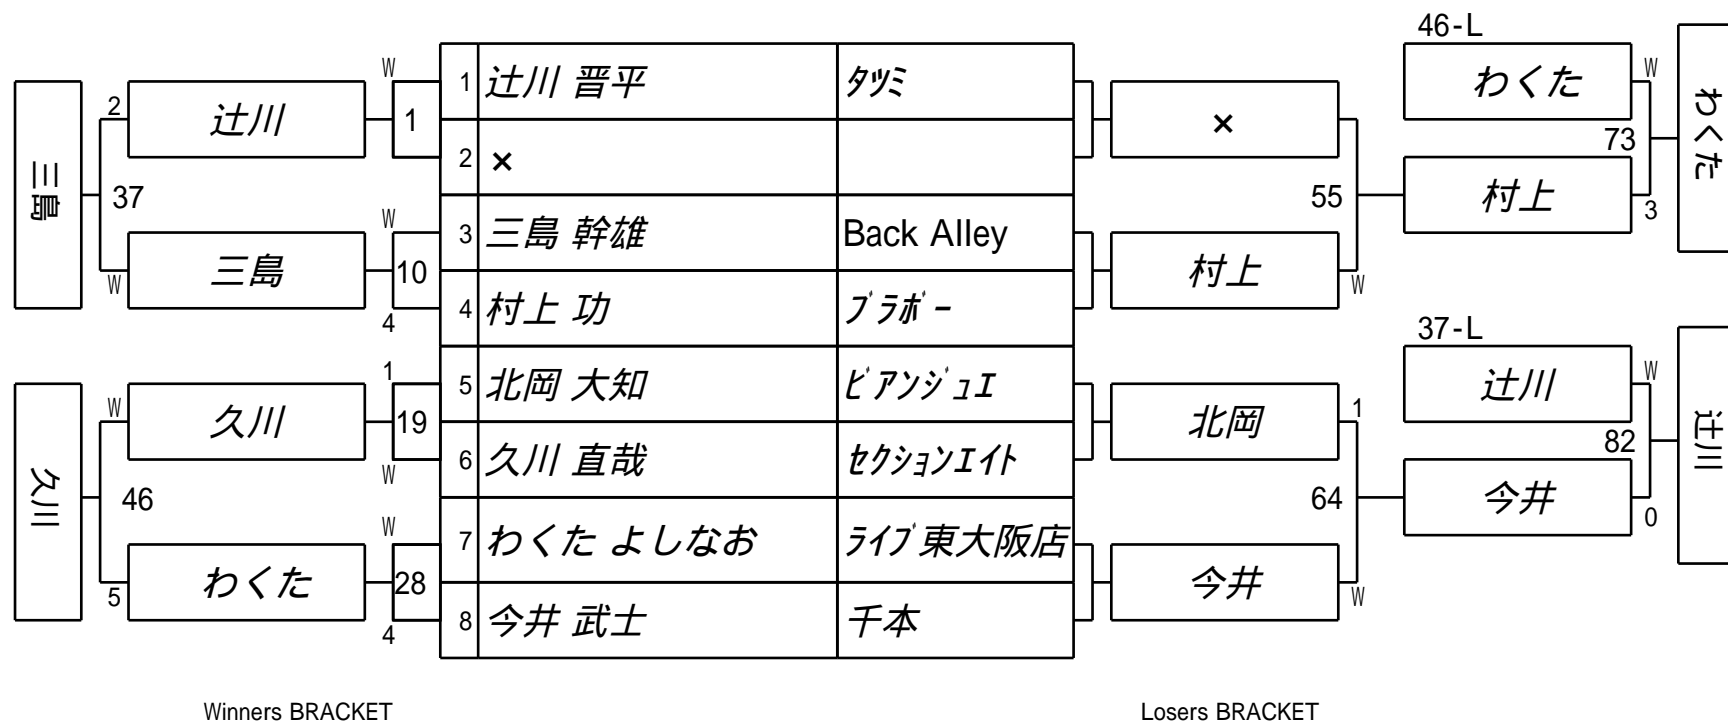 46-L
W
1 辻川 晋平 ﾀﾂﾐ
わくた
W
2
辻川
1
×
わくた
73
2 ×
三島
37
55
村上
3
W
3 三島 幹雄 Back Alley
三島
10
村上
W
W
4
4 村上 功 ﾌﾞﾗﾎﾞｰ
37-L
1
5 北岡 大知 ﾋﾞｱﾝｼﾞｭｴ
辻川
W
W
久川
19
北岡
1
辻川
82
W
6 久川 直哉 ｾｸｼｮﾝｴｲﾄ
久川
46
64
今井
0
W
7 わくた よしなお ﾗｲﾌﾞ東大阪店
5
わくた
28
今井
W
4
8 今井 武士 千本
Winners BRACKET
Losers BRACKET